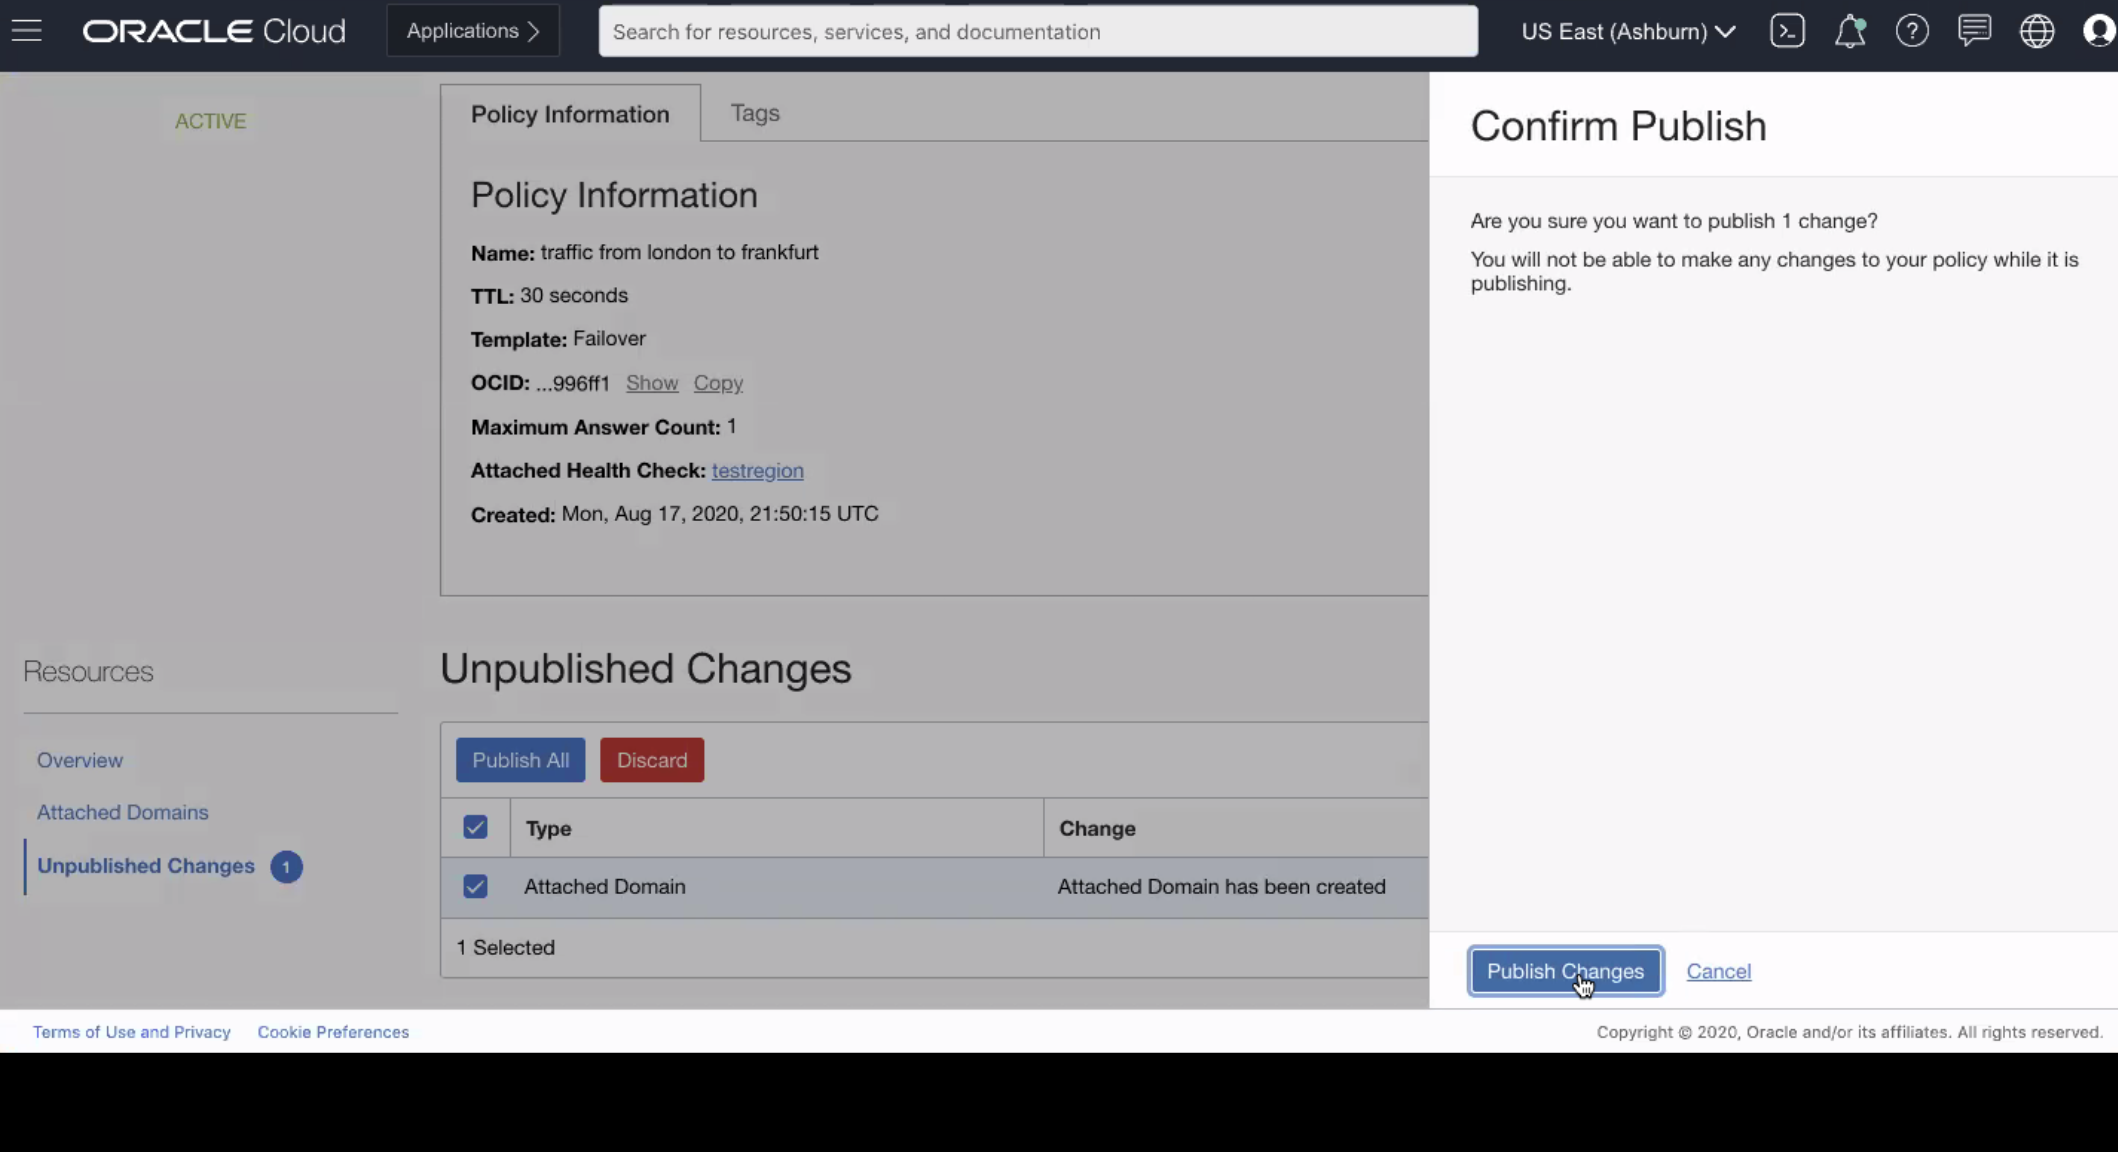 ORACLE Cloud
Applications
Search for resources, services, and documentation
US East (Ashburn)
ACTIVE
Policy Information
Tags
Policy Information
Name: traffic from london to frankfurt
TTL: 30 seconds
Template: Failover
OCID: ...996ff1 Show Copy
Maximum Answer Count: 1
Attached Health Check: testregion
Created: Mon, Aug 17, 2020, 21:50:15 UTC
Resources
Overview
Attached Domains
Unpublished Changes 1
Unpublished Changes
Publish All
Discard
Type
Change
Attached Domain
Attached Domain has been created
1 Selected
Confirm Publish
Are you sure you want to publish 1 change?
You will not be able to make any changes to your policy while it is
publishing.
Publish Changes
Cancel
Terms of Use and Privacy
Cookie Preferences
Copyright © 2020, Oracle and/or its affiliates. All rights reserved.